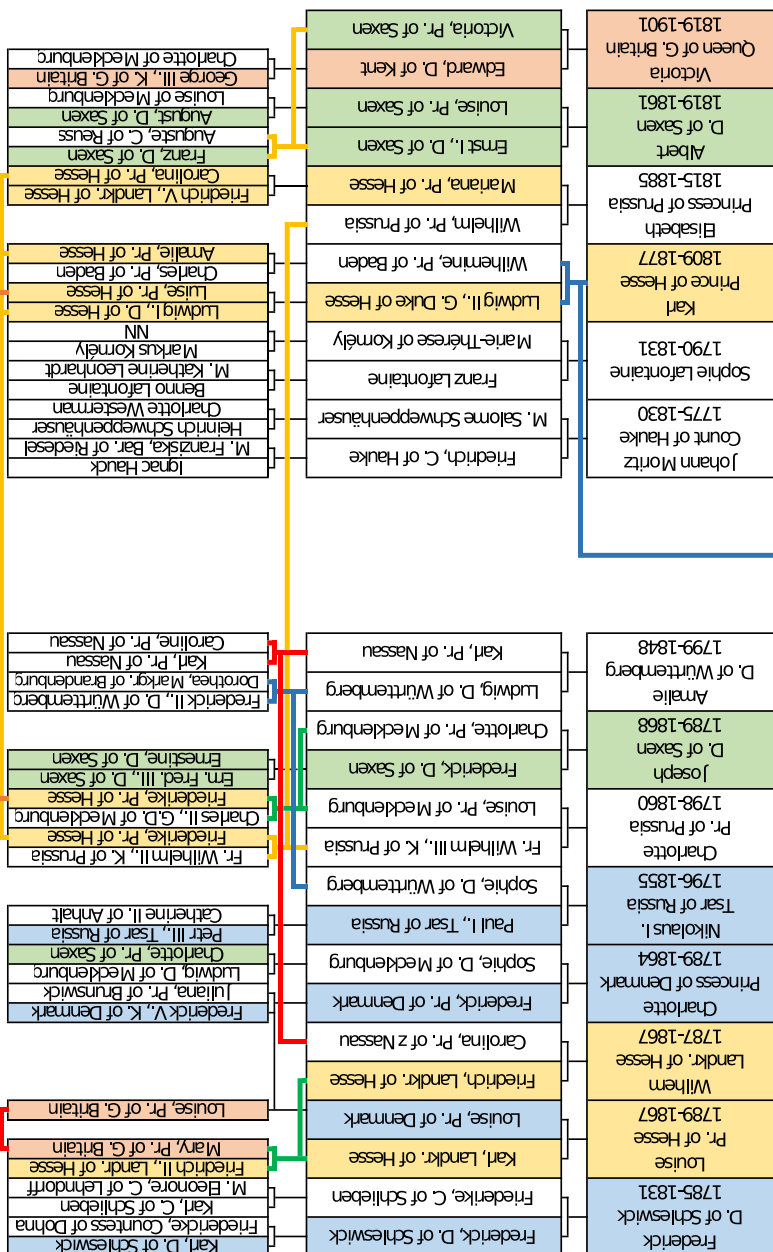 Frederick
D. of Schleswick
1785-1831
Louise
Pr. of Hesse
1789-1867
Wilhem
Landkr. of Hesse
1787-1867
Charlotte
Princess of Denmark
1789-1864
Nikolaus I.
Tsar of Russia
1796-1855
Charlotte
Pr. of Prussia
1798-1860
Joseph
D. of Saxen
1789-1868
Amalie
D. of Württemberg
1799-1848
Johann Moritz
Count of Hauke
1775-1830
Sophie Lafontaine
1790-1831
Karl
Prince of Hesse
1809-1877
Elisabeth
Princess of Prussia
1815-1885
Albert
D. of Saxen
1819-1861
Victoria
Queen of G. Britain
1819-1901
Frederick, D. of Schleswick
Friederike, C. of Schlieben
Karl, Landkr. of Hesse
Louise, Pr. of Denmark
Friedrich, Landkr. of Hesse
Carolina, Pr. of z Nassau
Frederick, Pr. of Denmark
Sophie, D. of Mecklemburg
Paul I., Tsar of Russia
Sophie, D. of Württemberg
Fr. Wilhelm III., K. of Prussia
Louise, Pr. of Mecklemburg
Frederick, D. of Saxen
Charlotte, Pr. of Mecklemburg
Ludwig, D. of Württemberg
Karl, Pr. of Nassau
Friedrich, C. of Hauke
M. Salome Schweppenhäuser
Franz Lafontaine
Marie-Thérése of Kornély
Ludwig II., G. Duke of Hesse
Wilhemine, Pr. of Baden
Wilhelm, Pr. of Prussia
Mariana, Pr. of Hesse
Ernst I., D. of Saxen
Louise, Pr. of Saxen
Edward, D. of Kent
Victoria, Pr. of Saxen
Karl, D. of Schleswick
Friedericke, Countess of Dohna
Karl, C. of Schlieben
M. Eleonore, C. of Lehndorff
Friedrich II., Landr. of Hesse
Mary, Pr. of G. Britain
Louise, Pr. of G. Britain
Frederick V., K. of Denmark
Juliana, Pr. of Brunswick
Ludwig, D. of Mecklemburg
Charlotte, Pr. of Saxen
Petr III., Tsar of Russia
Catherine II. of Anhalt
Fr. Wilhelm II., K. of Prussia
Friederike, Pr. of Hesse
Charles II., G.D. of Mecklemburg
Friederike, Pr. of Hesse
Ern. Fred. III., D. of Saxen
Ernestine, D. of Saxen
Frederick II., D. of Württemberg
Dorothea, Markgr. of Brandenburg
Karl, Pr. of Nassau
Caroline, Pr. of Nassau
Ignac Hauck
M. Franziska, Bar. of Riedesel
Heinrich Schweppenhäuser
Charlotte Westerman
Benno Lafontaine
M. Katherine Leonhardt
Markus Kornély
NN
Ludwig I., D. of Hesse
Luise, Pr. of Hesse
Charles, Pr. of Baden
Amalie, Pr. of Hesse
Friedrich V., Landkr. of Hesse
Carolina, Pr. of Hesse
Franz, D. of Saxen
Auguste, C. of Reuss
August, D. of Saxen
Louise of Mecklemburg
George III., K. of G. Britain
Charlotte of Mecklemburg